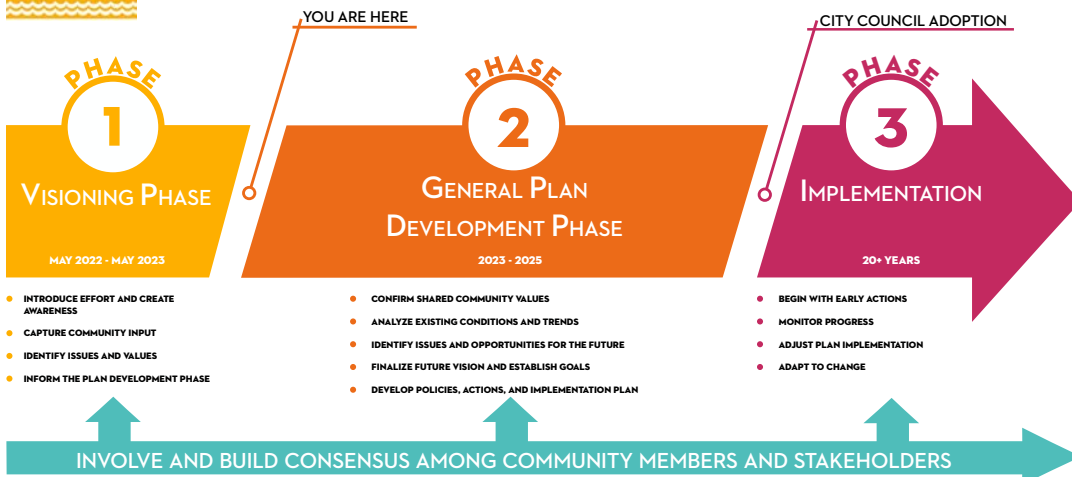 YOU ARE HERE
CITY COUNCIL ADOPTION
PHASE
1
VISIONING PHASE
MAY 2022 - MAY 2023
INTRODUCE EFFORT AND CREATE
AWARENESS
CAPTURE COMMUNITY INPUT
IDENTIFY ISSUES AND VALUES
INFORM THE PLAN DEVELOPMENT PHASE
PHASE
2
GENERAL PLAN
DEVELOPMENT PHASE
2023 - 2025
CONFIRM SHARED COMMUNITY VALUES
ANALYZE EXISTING CONDITIONS AND TRENDS
IDENTIFY ISSUES AND OPPORTUNITIES FOR THE FUTURE
FINALIZE FUTURE VISION AND ESTABLISH GOALS
DEVELOP POLICIES, ACTIONS, AND IMPLEMENTATION PLAN
PHASE
3
IMPLEMENTATION
20+ YEARS
BEGIN WITH EARLY ACTIONS
MONITOR PROGRESS
ADJUST PLAN IMPLEMENTATION
ADAPT TO CHANGE
INVOLVE AND BUILD CONSENSUS AMONG COMMUNITY MEMBERS AND STAKEHOLDERS